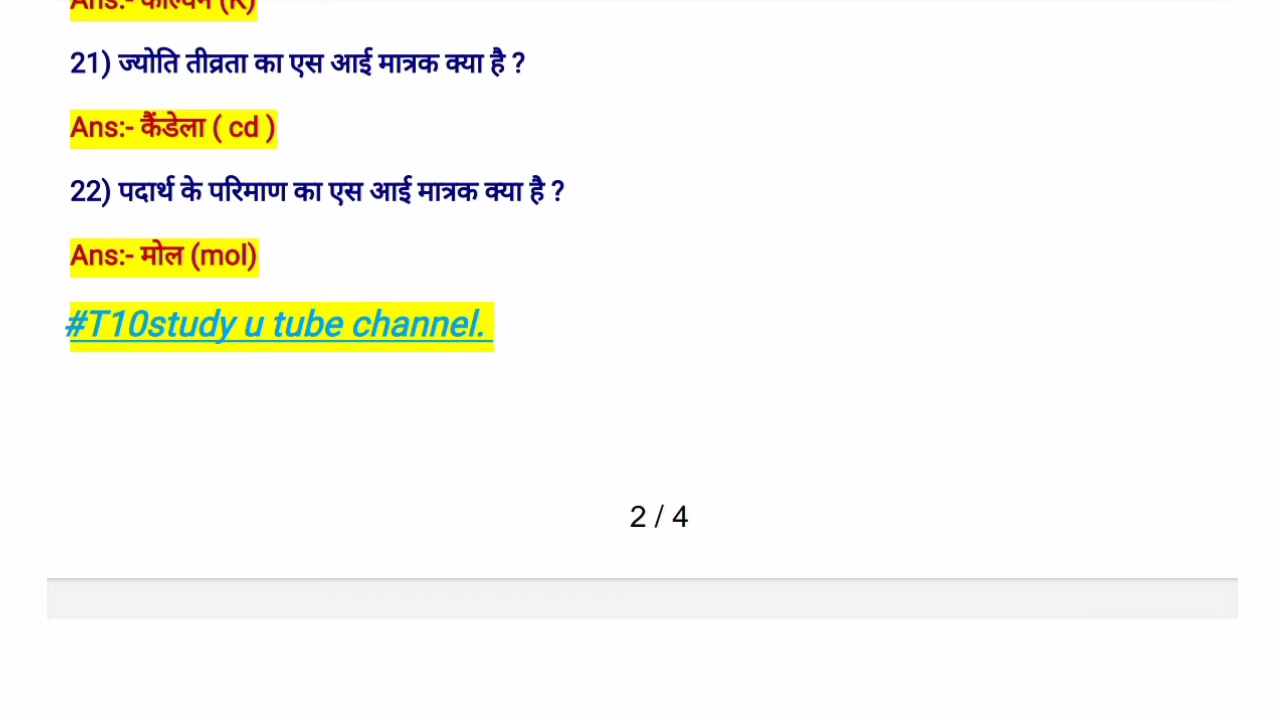 Ans:- केल्विन (K)
21) ज्योति तीव्रता का एस आई मात्रक क्या है ?
Ans:- कैंडेला ( cd )
22) पदार्थ के परिमाण का एस आई मात्रक क्या है ?
Ans:- मोल (mol)
#T10study u tube channel.
2 / 4